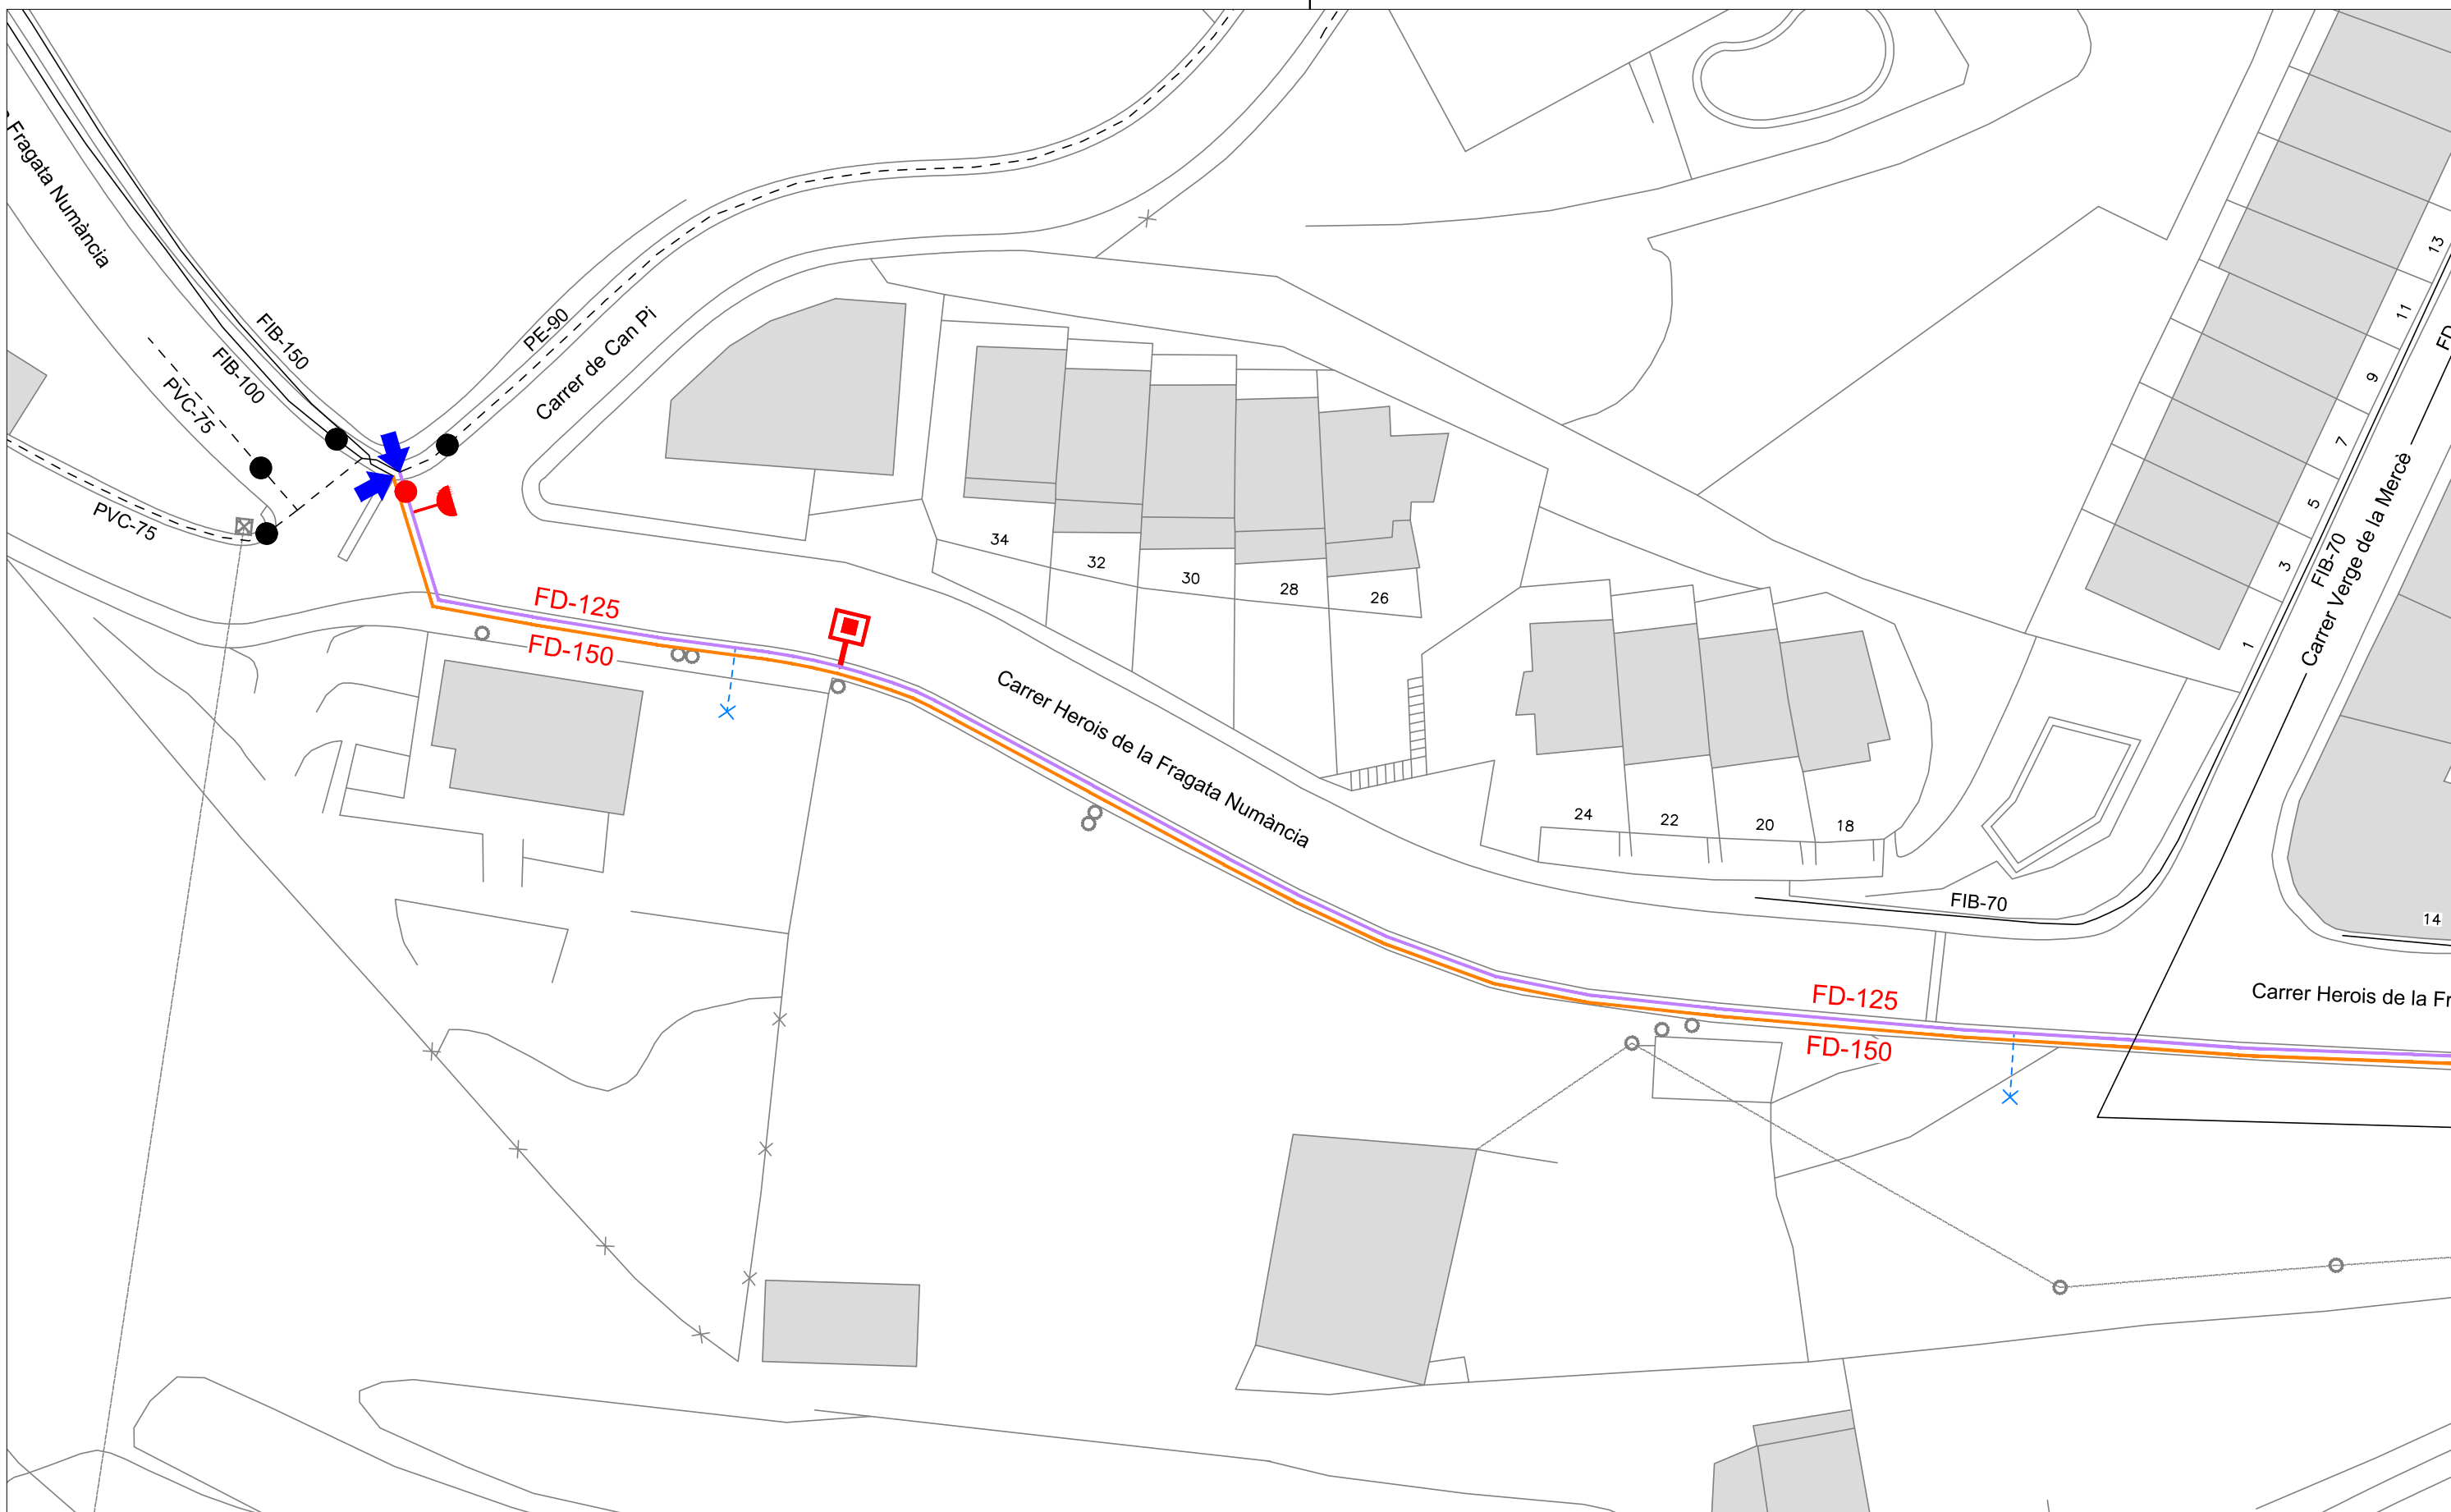 Fragata Numància
FIB-150
FIB-100
PVC-75
PVC-75
PE-90
Carrer de Can Pi
13
11
9
7
5
3
1
FIB-70
Carrer Verge de la Mercè
34
32
30
28
26
FD-125
FD-150
Carrer Herois de la Fragata Numància
24
22
20
18
FIB-70
14
FD-125
FD-150
Carrer Herois de la Fr